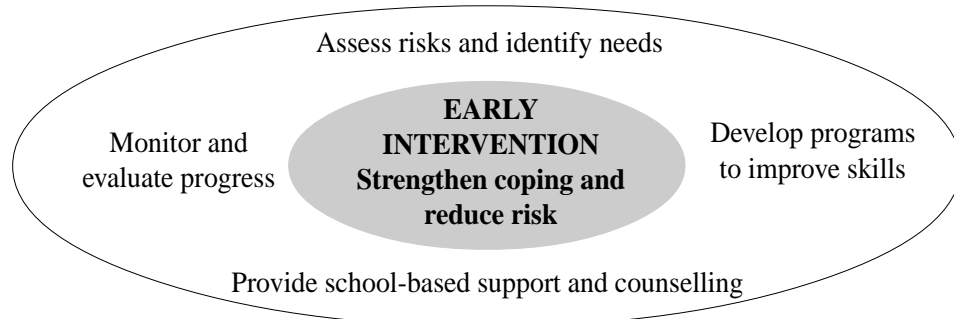 Assess risks and identify needs
EARLY
INTERVENTION
Strengthen coping and
reduce risk
Monitor and
evaluate progress
Develop programs
to improve skills
Provide school-based support and counselling